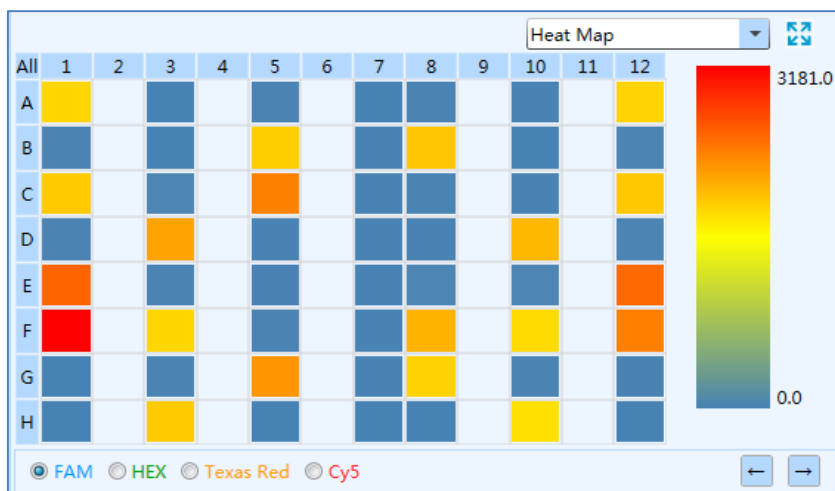 Heat Map
All 1 2 3 4 5 6 7 8 9 10 11 12
3181.0
A
B
C
D
E
F
G
0.0
H
FAM HEX Texas Red Cy5 ← →